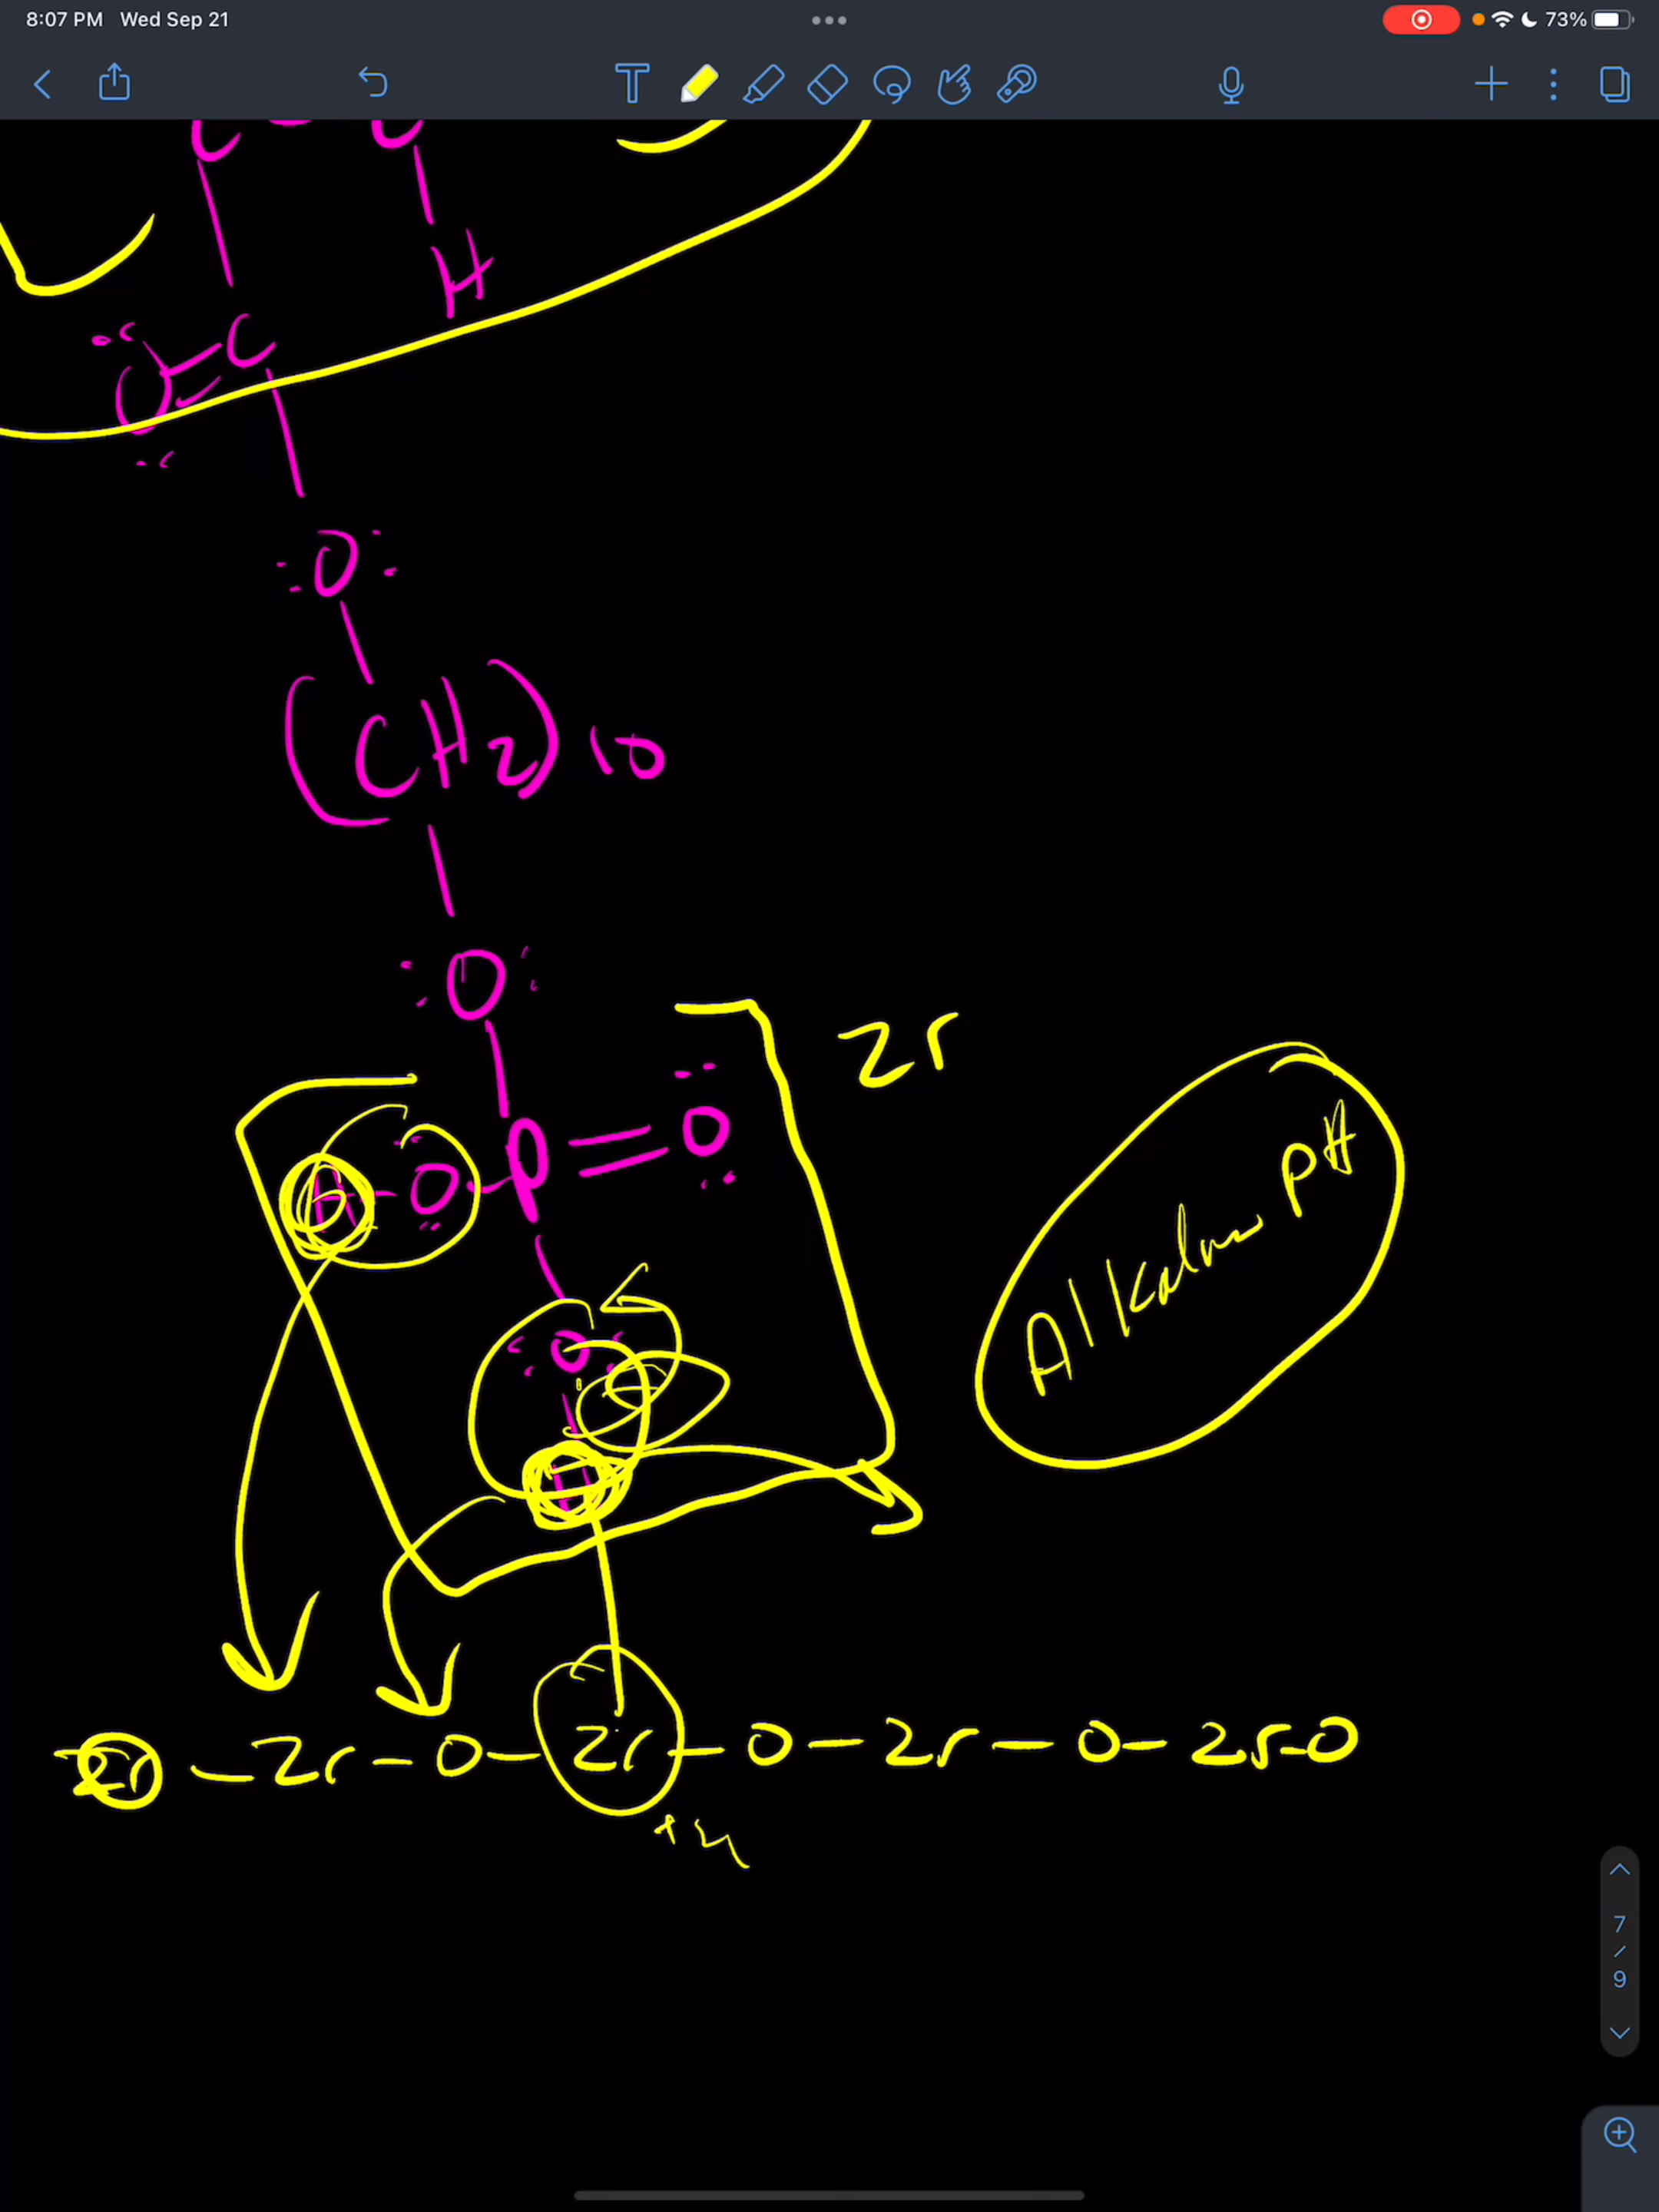 8:07 PM Wed Sep 21
73%
T
C C
H
O=C
O
(CH2)10
O
Zr
H-O-P=O
Alkaline PH
O
H
-Zr-O-Zr-O-Zr-O-Zr-O
+4
7
/
9